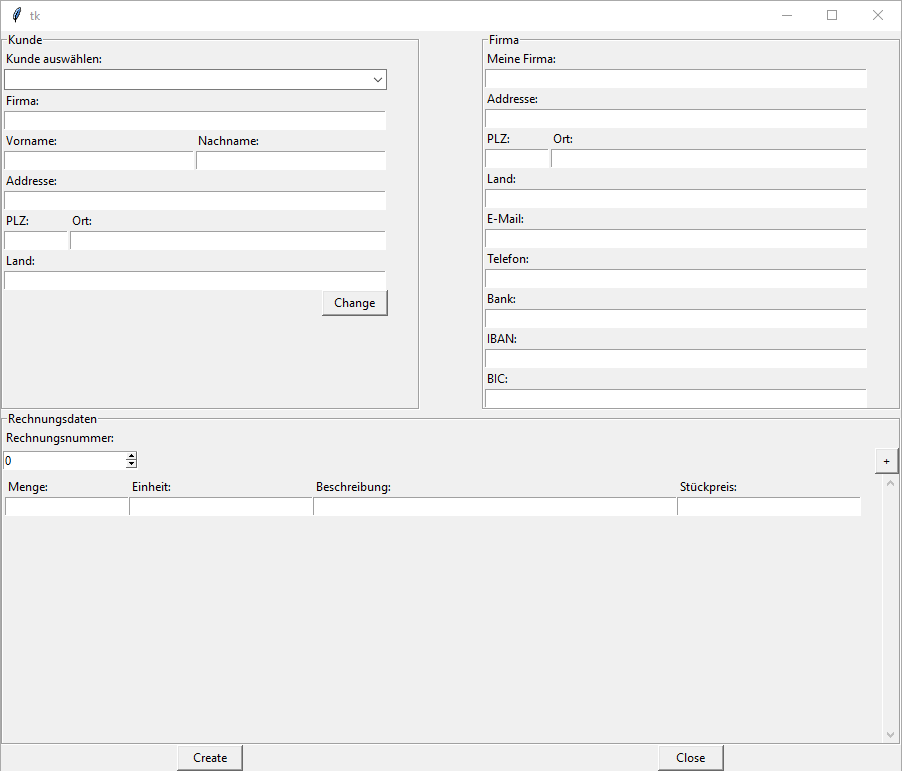 tk
Kunde
Kunde auswählen:
Firma:
Vorname: Nachname:
Addresse:
PLZ: Ort:
Land:
Change
Firma
Meine Firma:
Addresse:
PLZ: Ort:
Land:
E-Mail:
Telefon:
Bank:
IBAN:
BIC:
Rechnungsdaten
Rechnungsnummer:
0 +
Menge: Einheit: Beschreibung: Stückpreis:
Create Close